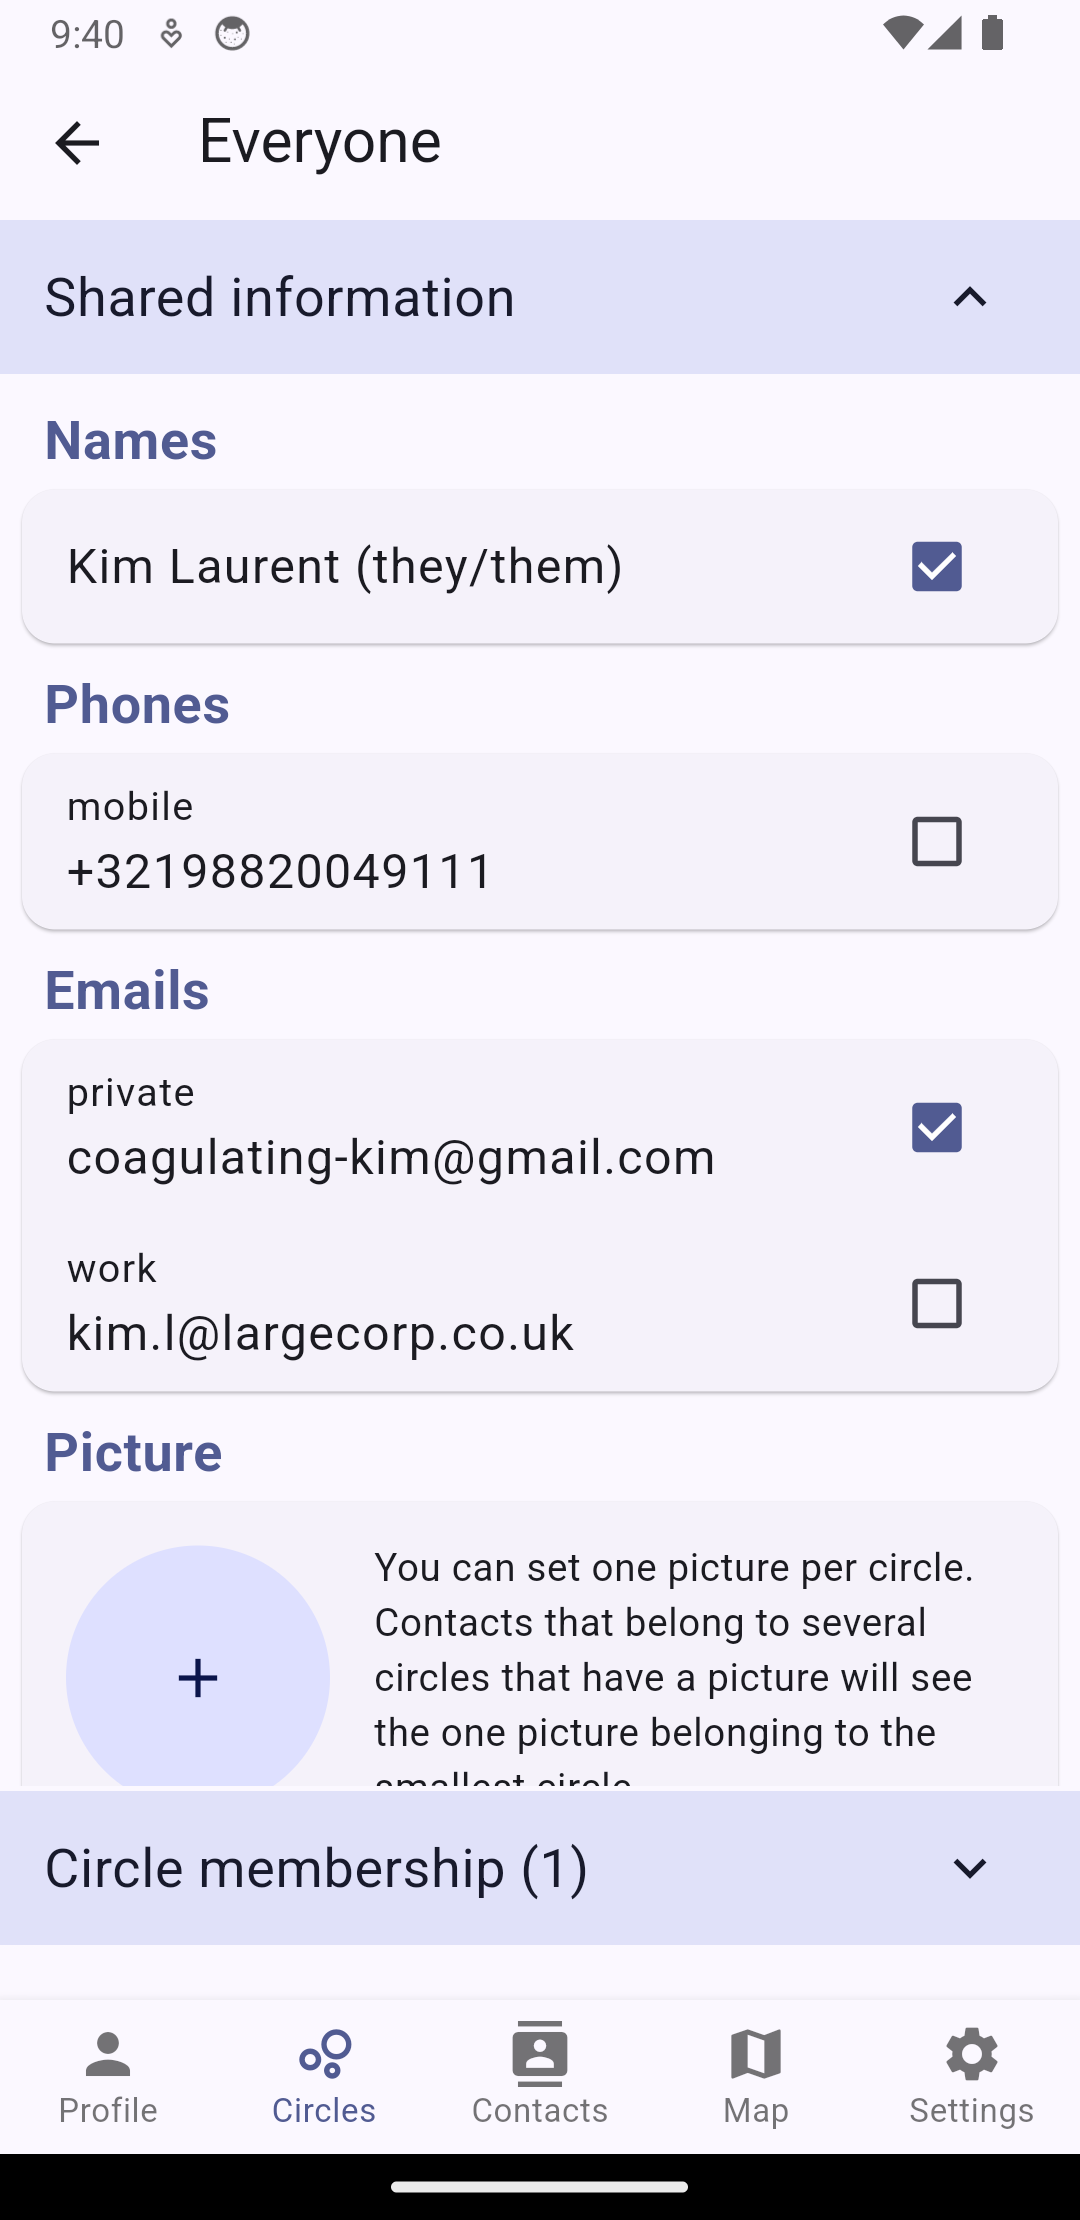 9:40
Everyone
Shared information
Names
Kim Laurent (they/them)
Phones
mobile
+32198820049111
Emails
private
coagulating-kim@gmail.com
work
kim.l@largecorp.co.uk
Picture
You can set one picture per circle.
Contacts that belong to several
circles that have a picture will see
the one picture belonging to the
smallest circle
Circle membership (1)
Profile
Circles
Contacts
Map
Settings